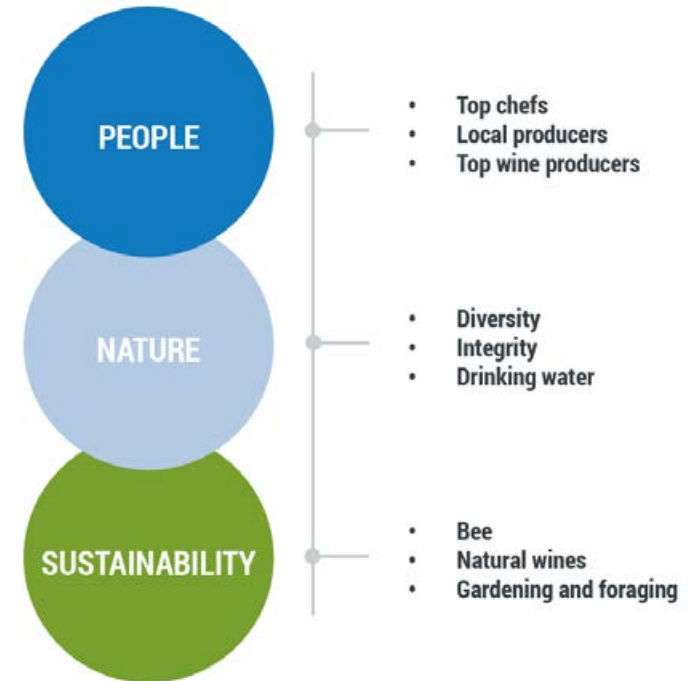 PEOPLE
• Top chefs
• Local producers
• Top wine producers
NATURE
• Diversity
• Integrity
• Drinking water
SUSTAINABILITY
• Bee
• Natural wines
• Gardening and foraging